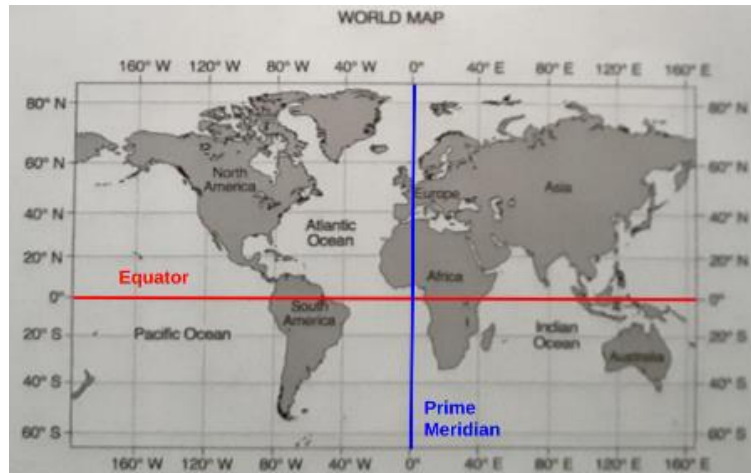 WORLD MAP
160° W 120° W 80° W 40° W 0° 40° E 80° E 120° E 160° E
80° N 80° N
60° N 60° N
North
America
Europe
Asia
40° N 40° N
Atlantic
Ocean
20° N 20° N
Equator
Africa
0° 0°
South
America
Pacific Ocean
Indian
Ocean
20° S 20° S
Australia
40° S 40° S
Prime
Meridian
60° S 60° S
160° W 120° W 80° W 40° W 0° 40° E 80° E 120° E 160° E